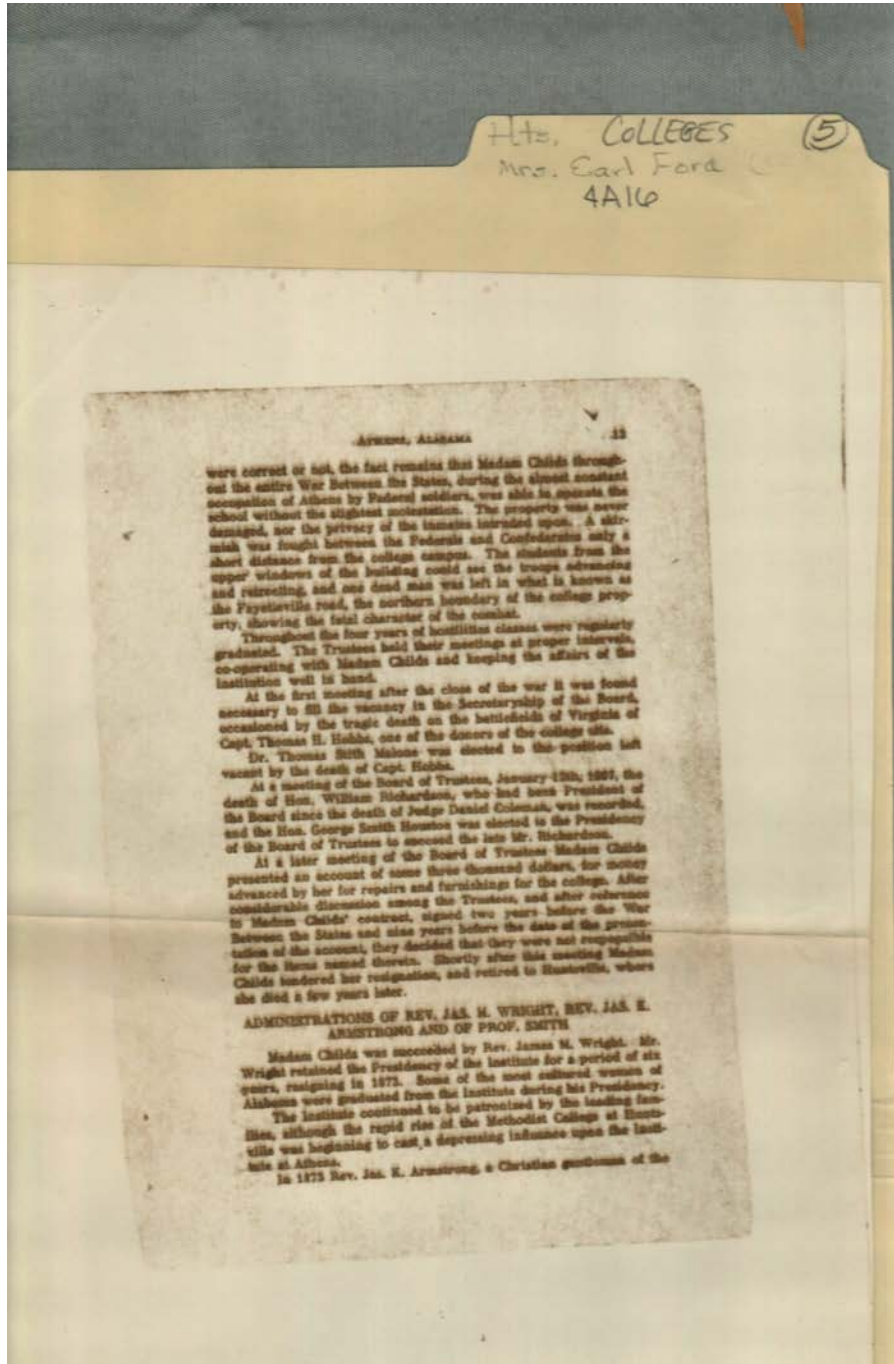 Hts. COLLEGES (5)
Mrs. Earl Ford
4A16
ATHENS, ALABAMA 13
were correct or not, the fact remains that Madam Childs through-
out the entire War Between the States, during the almost constant
occupation of Athens by Federal soldiers, was able to operate the
school without the slightest molestation. The property was never
damaged, nor the privacy of the inmates intruded upon. A skir-
mish was fought between the Federals and Confederates only a
short distance from the college campus. The students from the
upper windows of the building could see the troops advancing
and retreating, and one dead man was left in what is known as
the Fayetteville road, the northern boundary of the college prop-
erty, showing the fatal character of the combat.
Throughout the four years of hostilities classes were regularly
graduated. The Trustees held their meetings at proper intervals,
co-operating with Madam Childs and keeping the affairs of the
institution well in hand.
At the first meeting after the close of the war it was found
necessary to fill the vacancy in the Secretaryship of the Board,
occasioned by the tragic death on the battlefields of Virginia of
Capt. Thomas H. Hobbs, one of the donors of the college site.
Dr. Thomas Stith Malone was elected to the position left
vacant by the death of Capt. Hobbs.
At a meeting of the Board of Trustees, January the
death of Hon. William Richardson, who had been President of
the Board since the death of Judge Daniel Coleman, was recorded,
and the Hon. George Smith Houston was elected to the Presidency
of the Board of Trustees to succeed the late Mr. Richardson.
At a later meeting of the Board of Trustees Madam Childs
presented an account of some three thousand dollars, for money
advanced by her for repairs and furnishings for the college. After
considerable discussion among the Trustees, and after reference
to Madam Childs' contract, signed two years before the War
Between the States and nine years before the date of the presen-
tation of the account, they decided that they were not responsible
for the items named therein. Shortly after this meeting Madam
Childs tendered her resignation, and retired to Huntsville, where
she died a few years later.
ADMINISTRATIONS OF REV. JAS. M. WRIGHT, REV. JAS. K.
ARMSTRONG AND OF PROF. SMITH
Madam Childs was succeeded by Rev. James M. Wright. Mr.
Wright retained the Presidency of the Institute for a period of six
years, resigning in 1873. Some of the most cultured women of
Alabama were graduated from the Institute during his Presidency.
The Institute continued to be patronized by the leading fam-
ilies, although the rapid rise of the Methodist College at Hunts-
ville was beginning to cast a depressing influence upon the Insti-
tute at Athens.
In 1873 Rev. Jas. K. Armstrong, a Christian gentleman of the